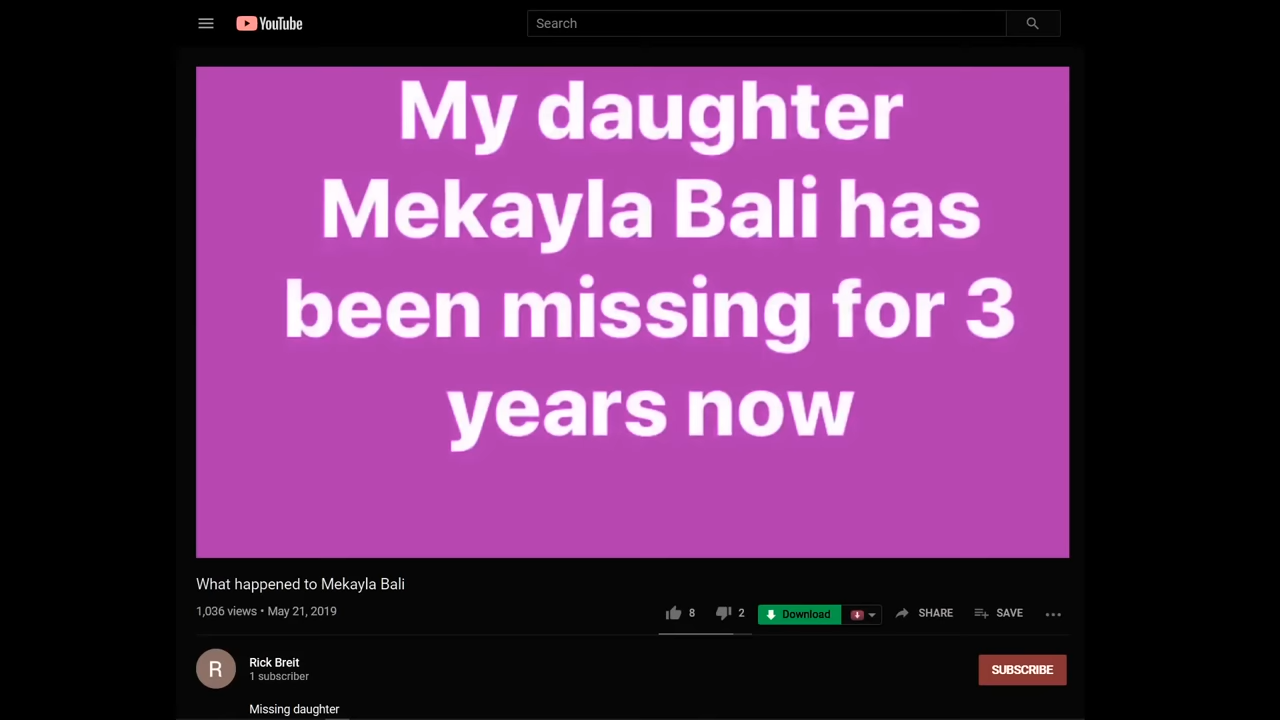 YouTube
Search
My daughter
Mekayla Bali has
been missing for 3
years now
What happened to Mekayla Bali
1,036 views • May 21, 2019
8
2
Download
SHARE
SAVE
R
Rick Breit
1 subscriber
SUBSCRIBE
Missing daughter